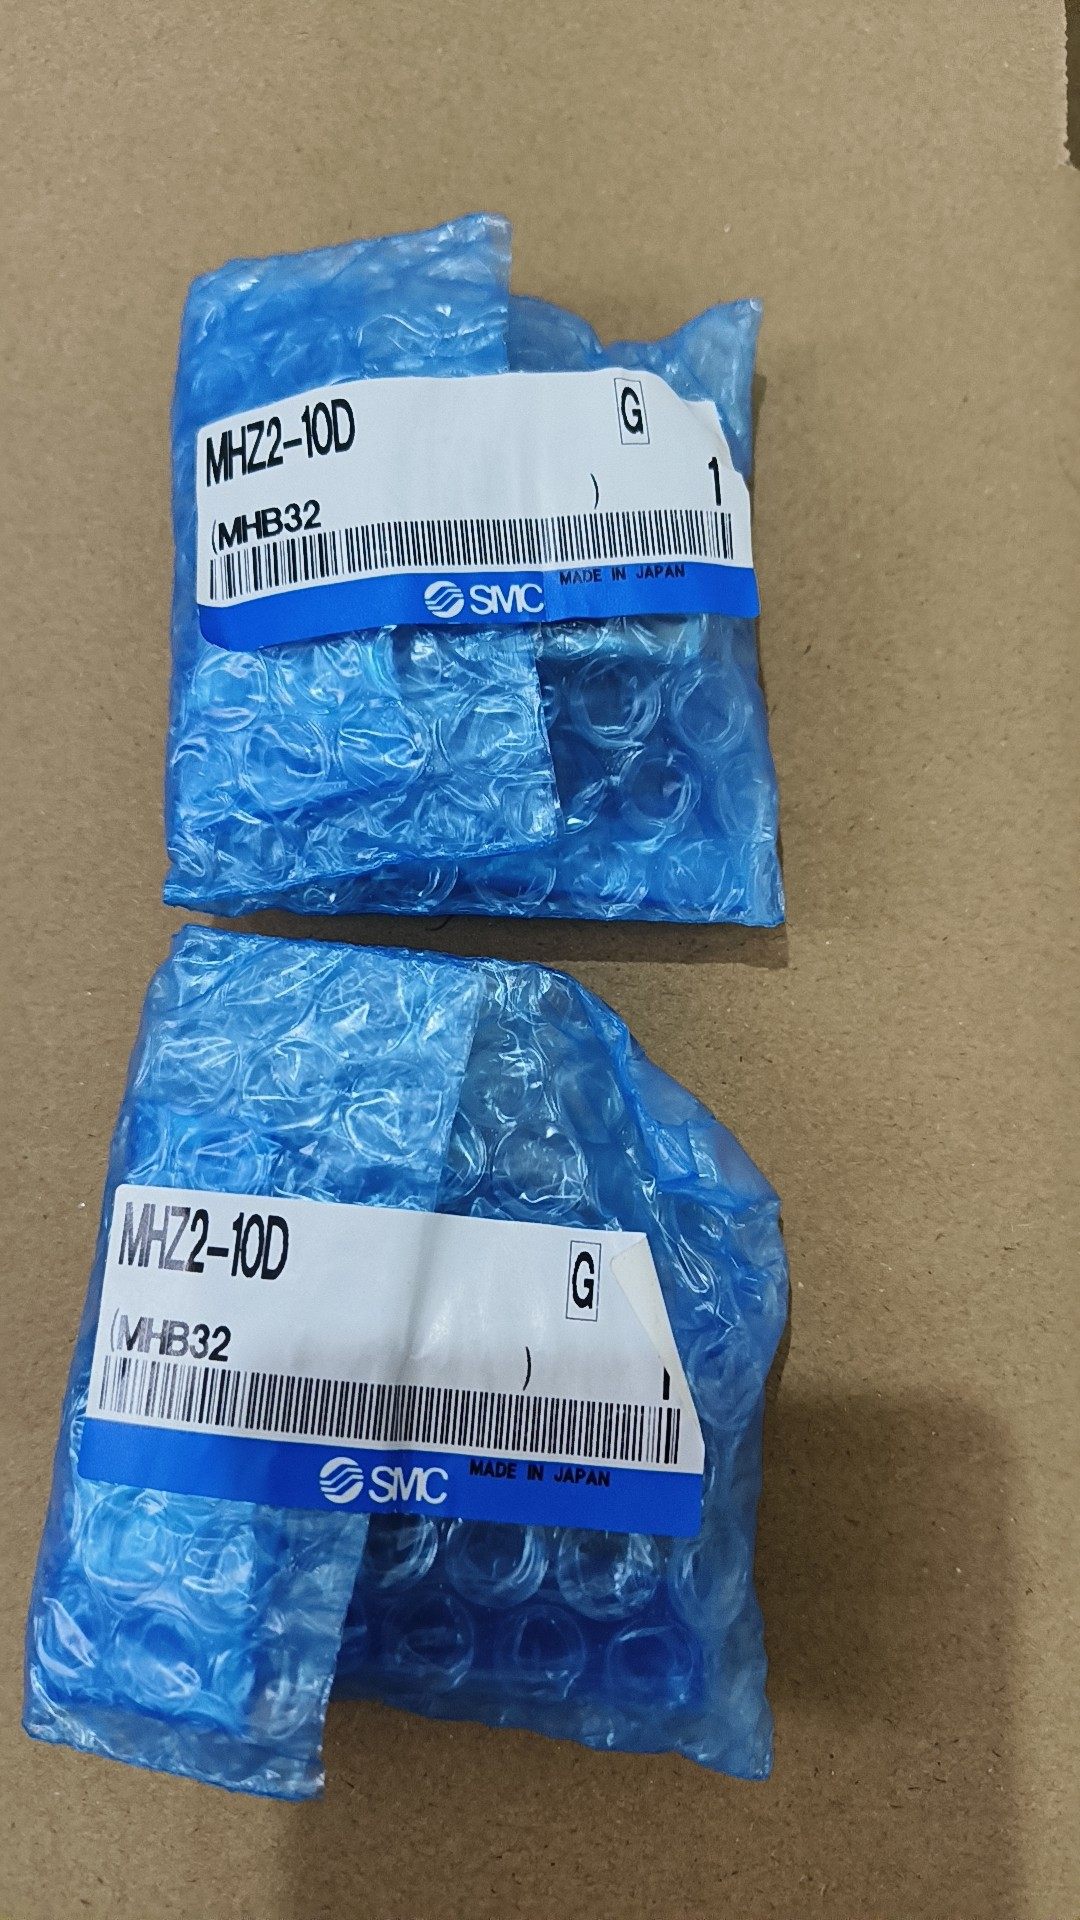 MHZ2-10D G
1
(MHB32 )
SMC MADE IN JAPAN
MHZ2-10D G
(MHB32 )
SMC MADE IN JAPAN